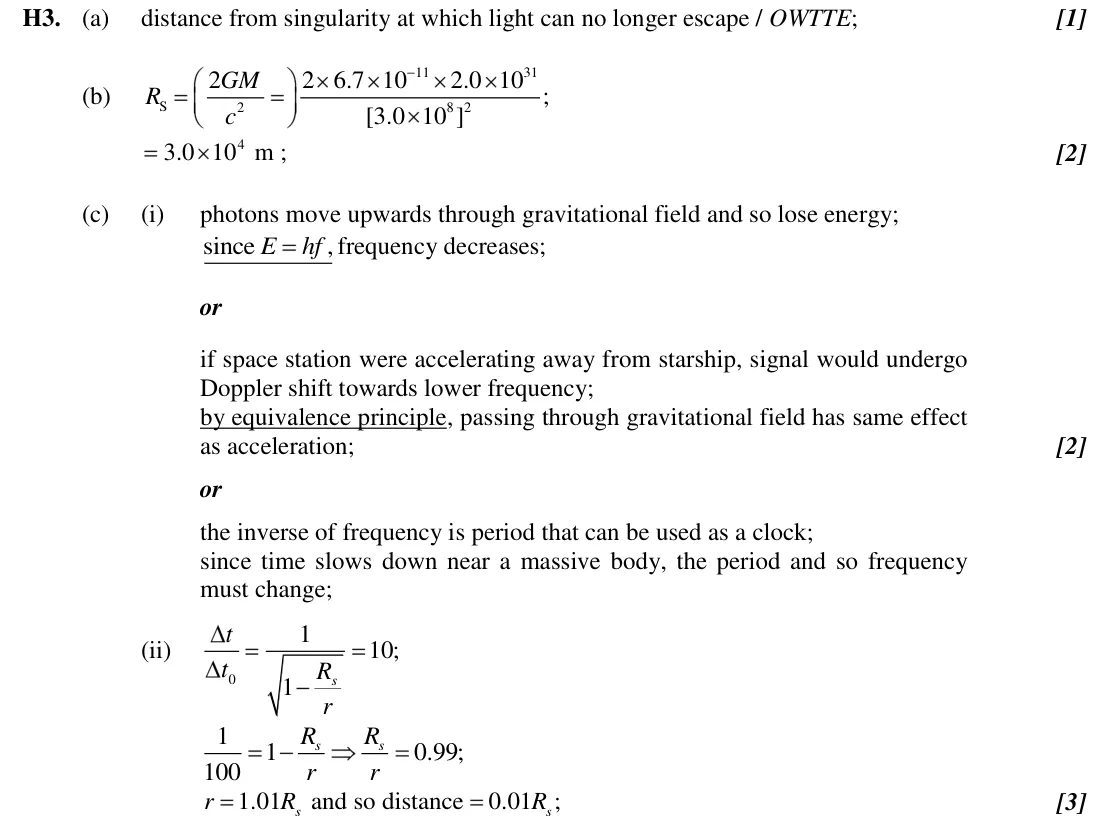 H3. (a) distance from singularity at which light can no longer escape / OWTTE; [1]
(b) R_S = (2GM/c² =) 2×6.7×10⁻¹¹×2.0×10³¹ / [3.0×10⁸]² ;
= 3.0×10⁴ m ; [2]
(c) (i) photons move upwards through gravitational field and so lose energy;
since E = hf, frequency decreases;
or
if space station were accelerating away from starship, signal would undergo
Doppler shift towards lower frequency;
by equivalence principle, passing through gravitational field has same effect
as acceleration; [2]
or
the inverse of frequency is period that can be used as a clock;
since time slows down near a massive body, the period and so frequency
must change;
(ii) Δt/Δt₀ = 1/√(1 − R_s/r) = 10;
1/100 = 1 − R_s/r ⇒ R_s/r = 0.99;
r = 1.01R_s and so distance = 0.01R_s; [3]